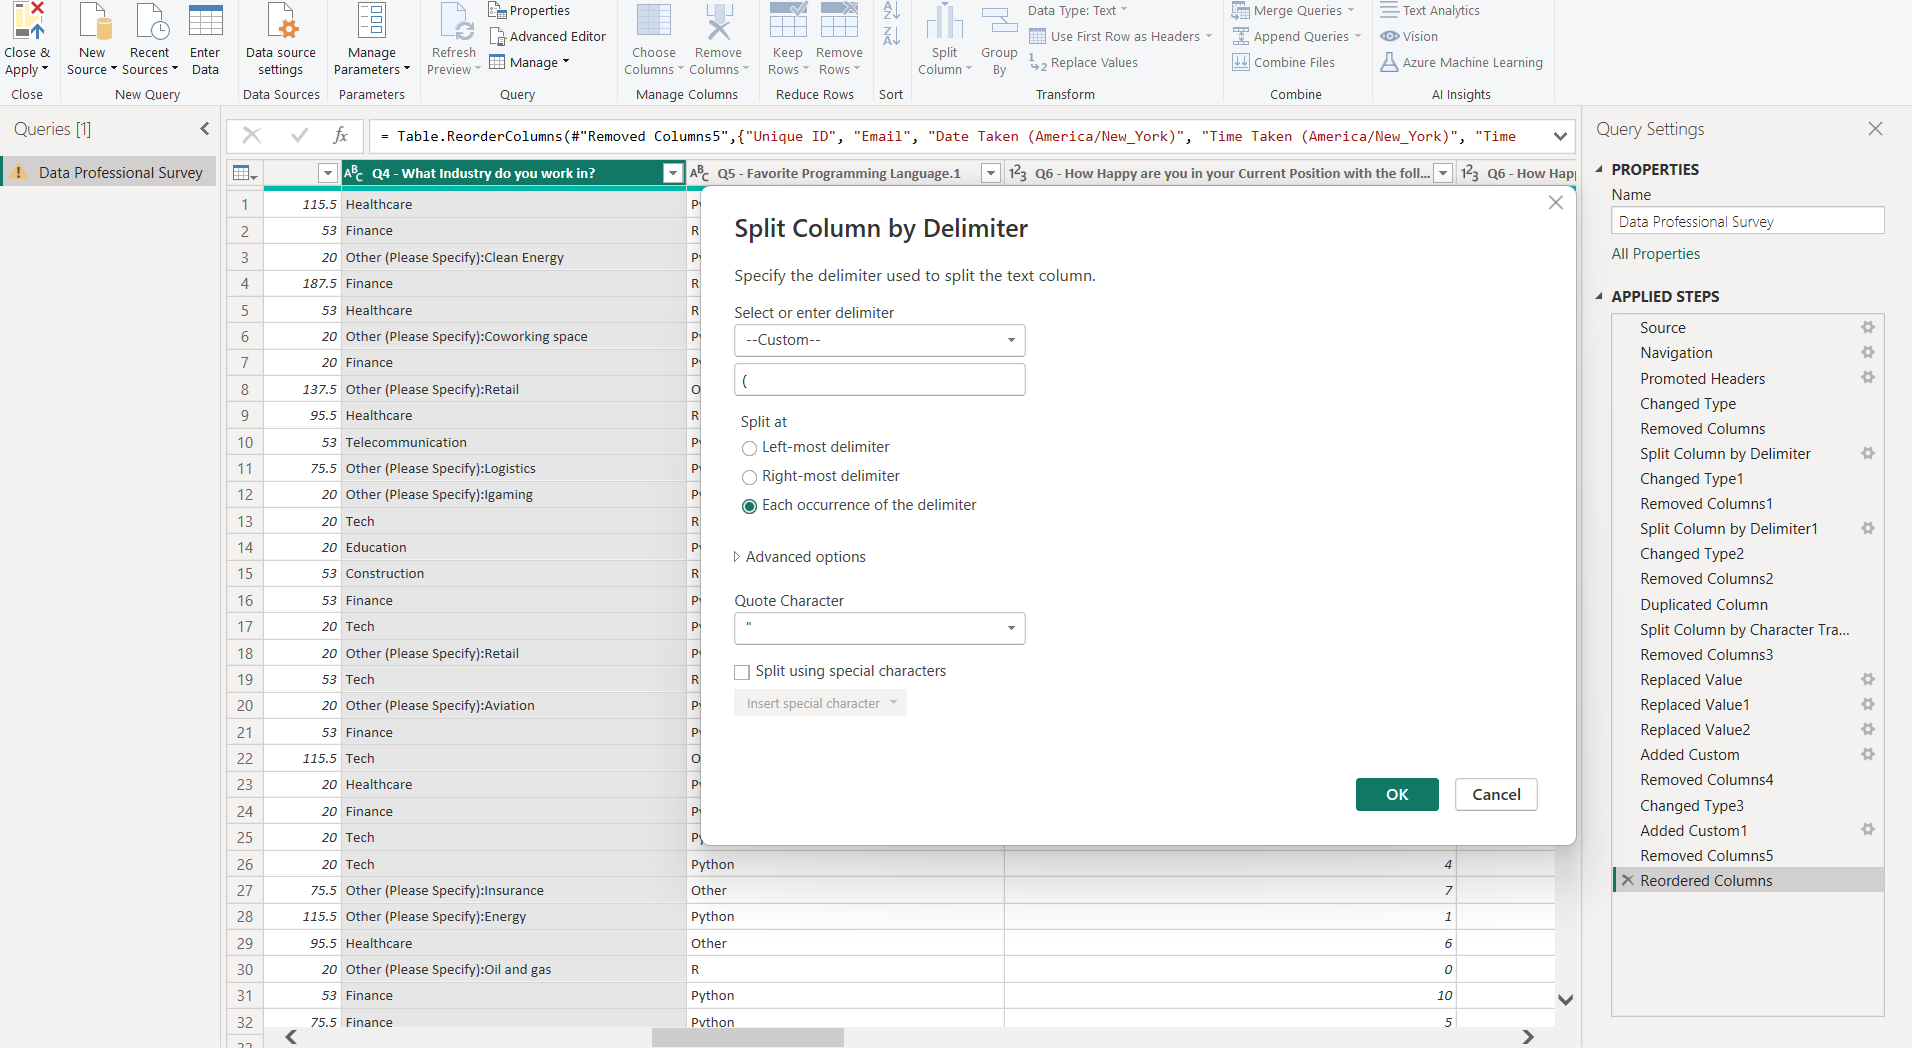 Close &
Apply
Close
New
Source
Recent
Sources
Enter
Data
New Query
Data source
settings
Data Sources
Manage
Parameters
Parameters
Refresh
Preview
Properties
Advanced Editor
Manage
Query
Choose
Columns
Remove
Columns
Manage Columns
Keep
Rows
Remove
Rows
Reduce Rows
Sort
Split
Column
Group
By
Data Type: Text
Use First Row as Headers
Replace Values
Transform
Merge Queries
Append Queries
Combine Files
Combine
Text Analytics
Vision
Azure Machine Learning
AI Insights
Queries [1]
Data Professional Survey
= Table.ReorderColumns(#"Removed Columns5",{"Unique ID", "Email", "Date Taken (America/New_York)", "Time Taken (America/New_York)", "Time
Q4 - What Industry do you work in?
Q5 - Favorite Programming Language.1
Q6 - How Happy are you in your Current Position with the foll...
Q6 - How Hap
1 115.5 Healthcare
2 53 Finance R
3 20 Other (Please Specify):Clean Energy
4 187.5 Finance R
5 53 Healthcare R
6 20 Other (Please Specify):Coworking space
7 20 Finance
8 137.5 Other (Please Specify):Retail
9 95.5 Healthcare R
10 53 Telecommunication
11 75.5 Other (Please Specify):Logistics
12 20 Other (Please Specify):Igaming
13 20 Tech R
14 20 Education
15 53 Construction R
16 53 Finance
17 20 Tech
18 20 Other (Please Specify):Retail
19 53 Tech R
20 20 Other (Please Specify):Aviation
21 53 Finance
22 115.5 Tech
23 20 Healthcare
24 20 Finance
25 20 Tech
26 20 Tech Python 4
27 75.5 Other (Please Specify):Insurance Other 7
28 115.5 Other (Please Specify):Energy Python 1
29 95.5 Healthcare Other 6
30 20 Other (Please Specify):Oil and gas R 0
31 53 Finance Python 10
32 75.5 Finance Python 5
Split Column by Delimiter
Specify the delimiter used to split the text column.
Select or enter delimiter
--Custom--
(
Split at
Left-most delimiter
Right-most delimiter
Each occurrence of the delimiter
Advanced options
Quote Character
"
Split using special characters
Insert special character
OK
Cancel
Query Settings
PROPERTIES
Name
Data Professional Survey
All Properties
APPLIED STEPS
Source
Navigation
Promoted Headers
Changed Type
Removed Columns
Split Column by Delimiter
Changed Type1
Removed Columns1
Split Column by Delimiter1
Changed Type2
Removed Columns2
Duplicated Column
Split Column by Character Tra...
Removed Columns3
Replaced Value
Replaced Value1
Replaced Value2
Added Custom
Removed Columns4
Changed Type3
Added Custom1
Removed Columns5
Reordered Columns